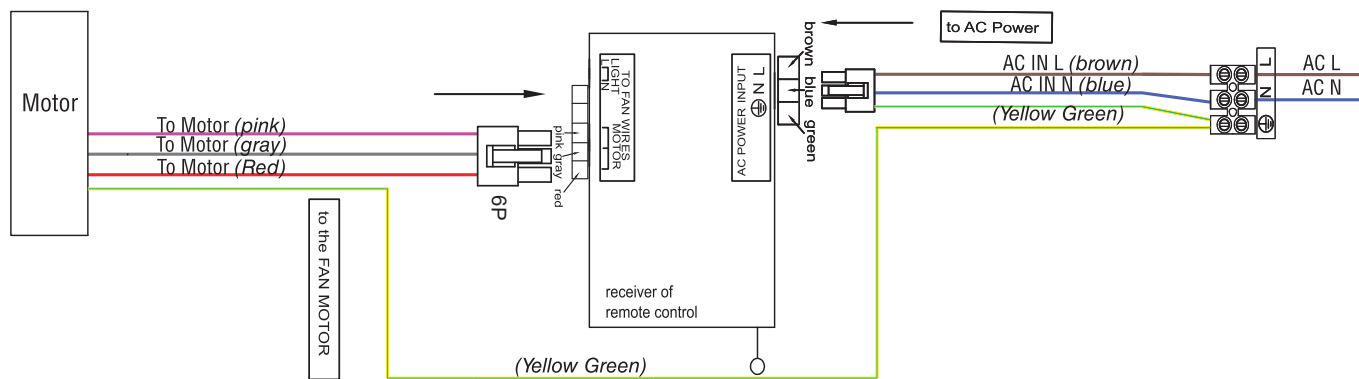 to AC Power
brown
blue
green
AC IN L (brown)
AC IN N (blue)
(Yellow Green)
L
N
AC L
AC N
Motor
To Motor (pink)
To Motor (gray)
To Motor (Red)
6P
pink
gray
red
TO FAN WIRES
LIGHT MOTOR
L N
AC POWER INPUT
L
N
to the FAN MOTOR
receiver of
remote control
(Yellow Green)